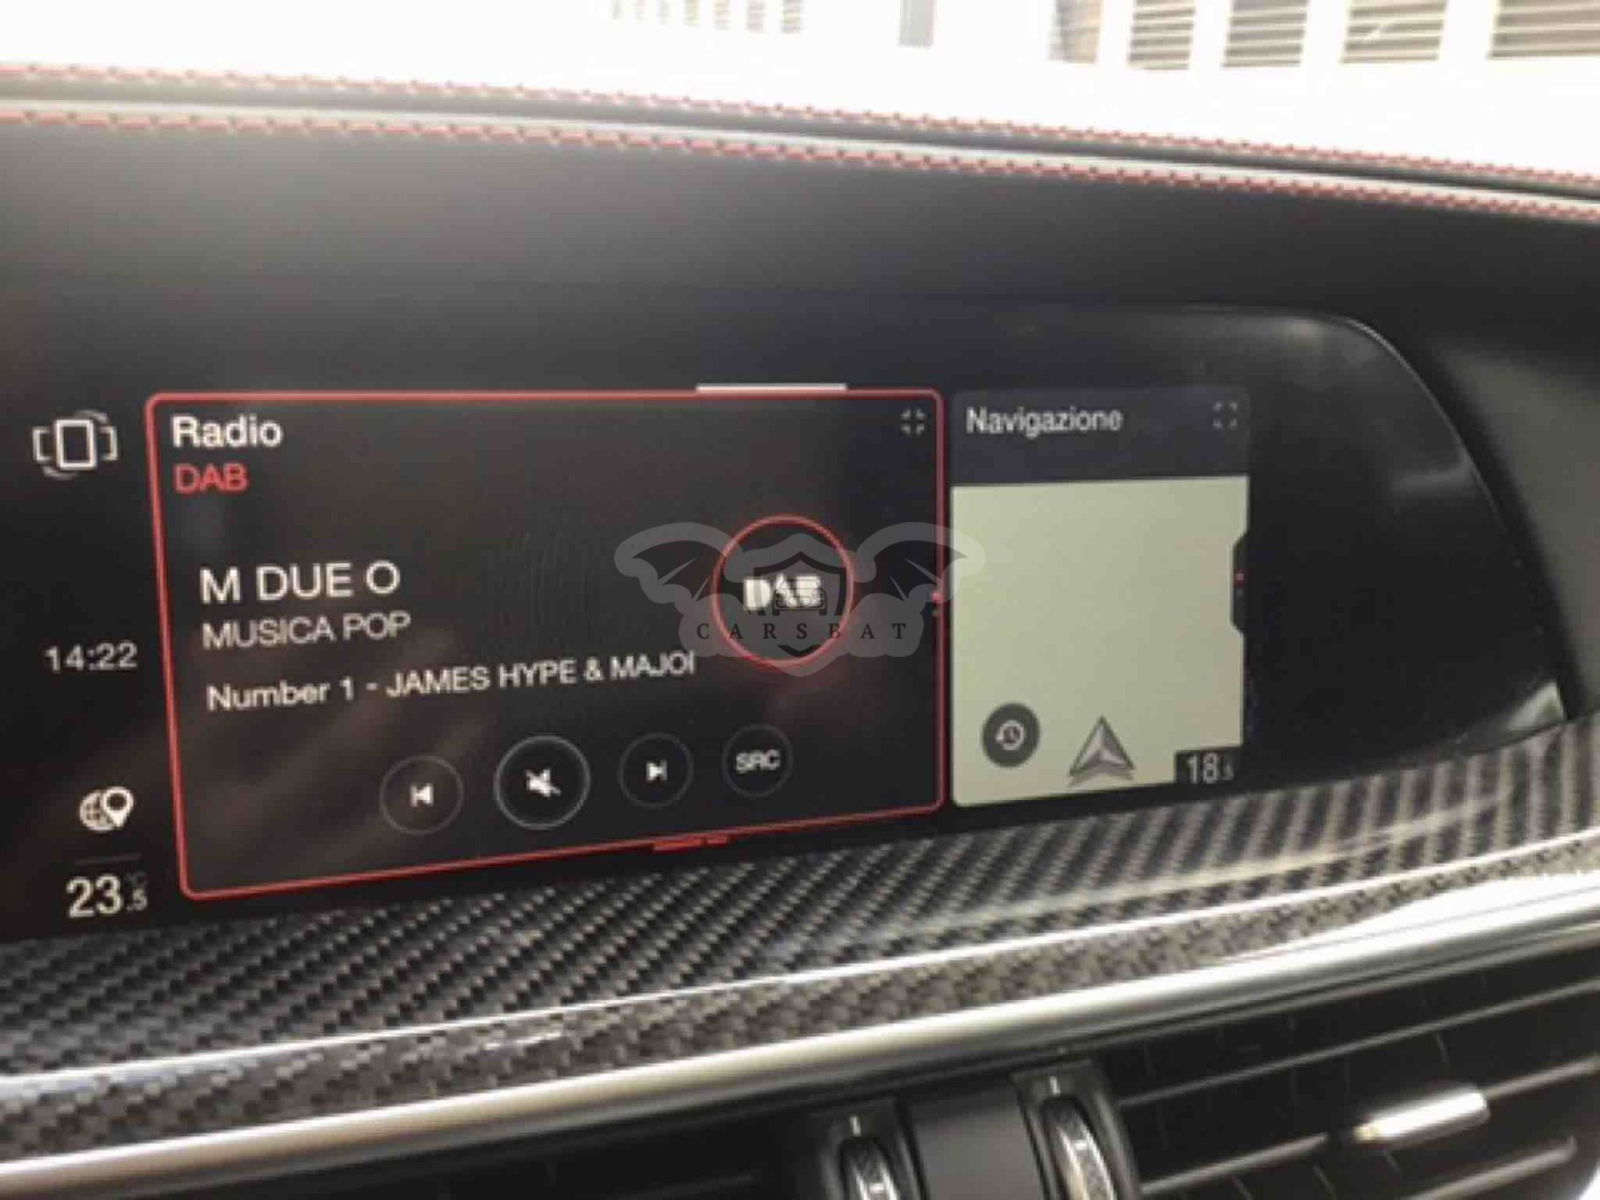 Radio
DAB
M DUE O
MUSICA POP
Number 1 - JAMES HYPE & MAJOI
DAB
CARSBAT
SRC
14:22
23.5
Navigazione
18.5